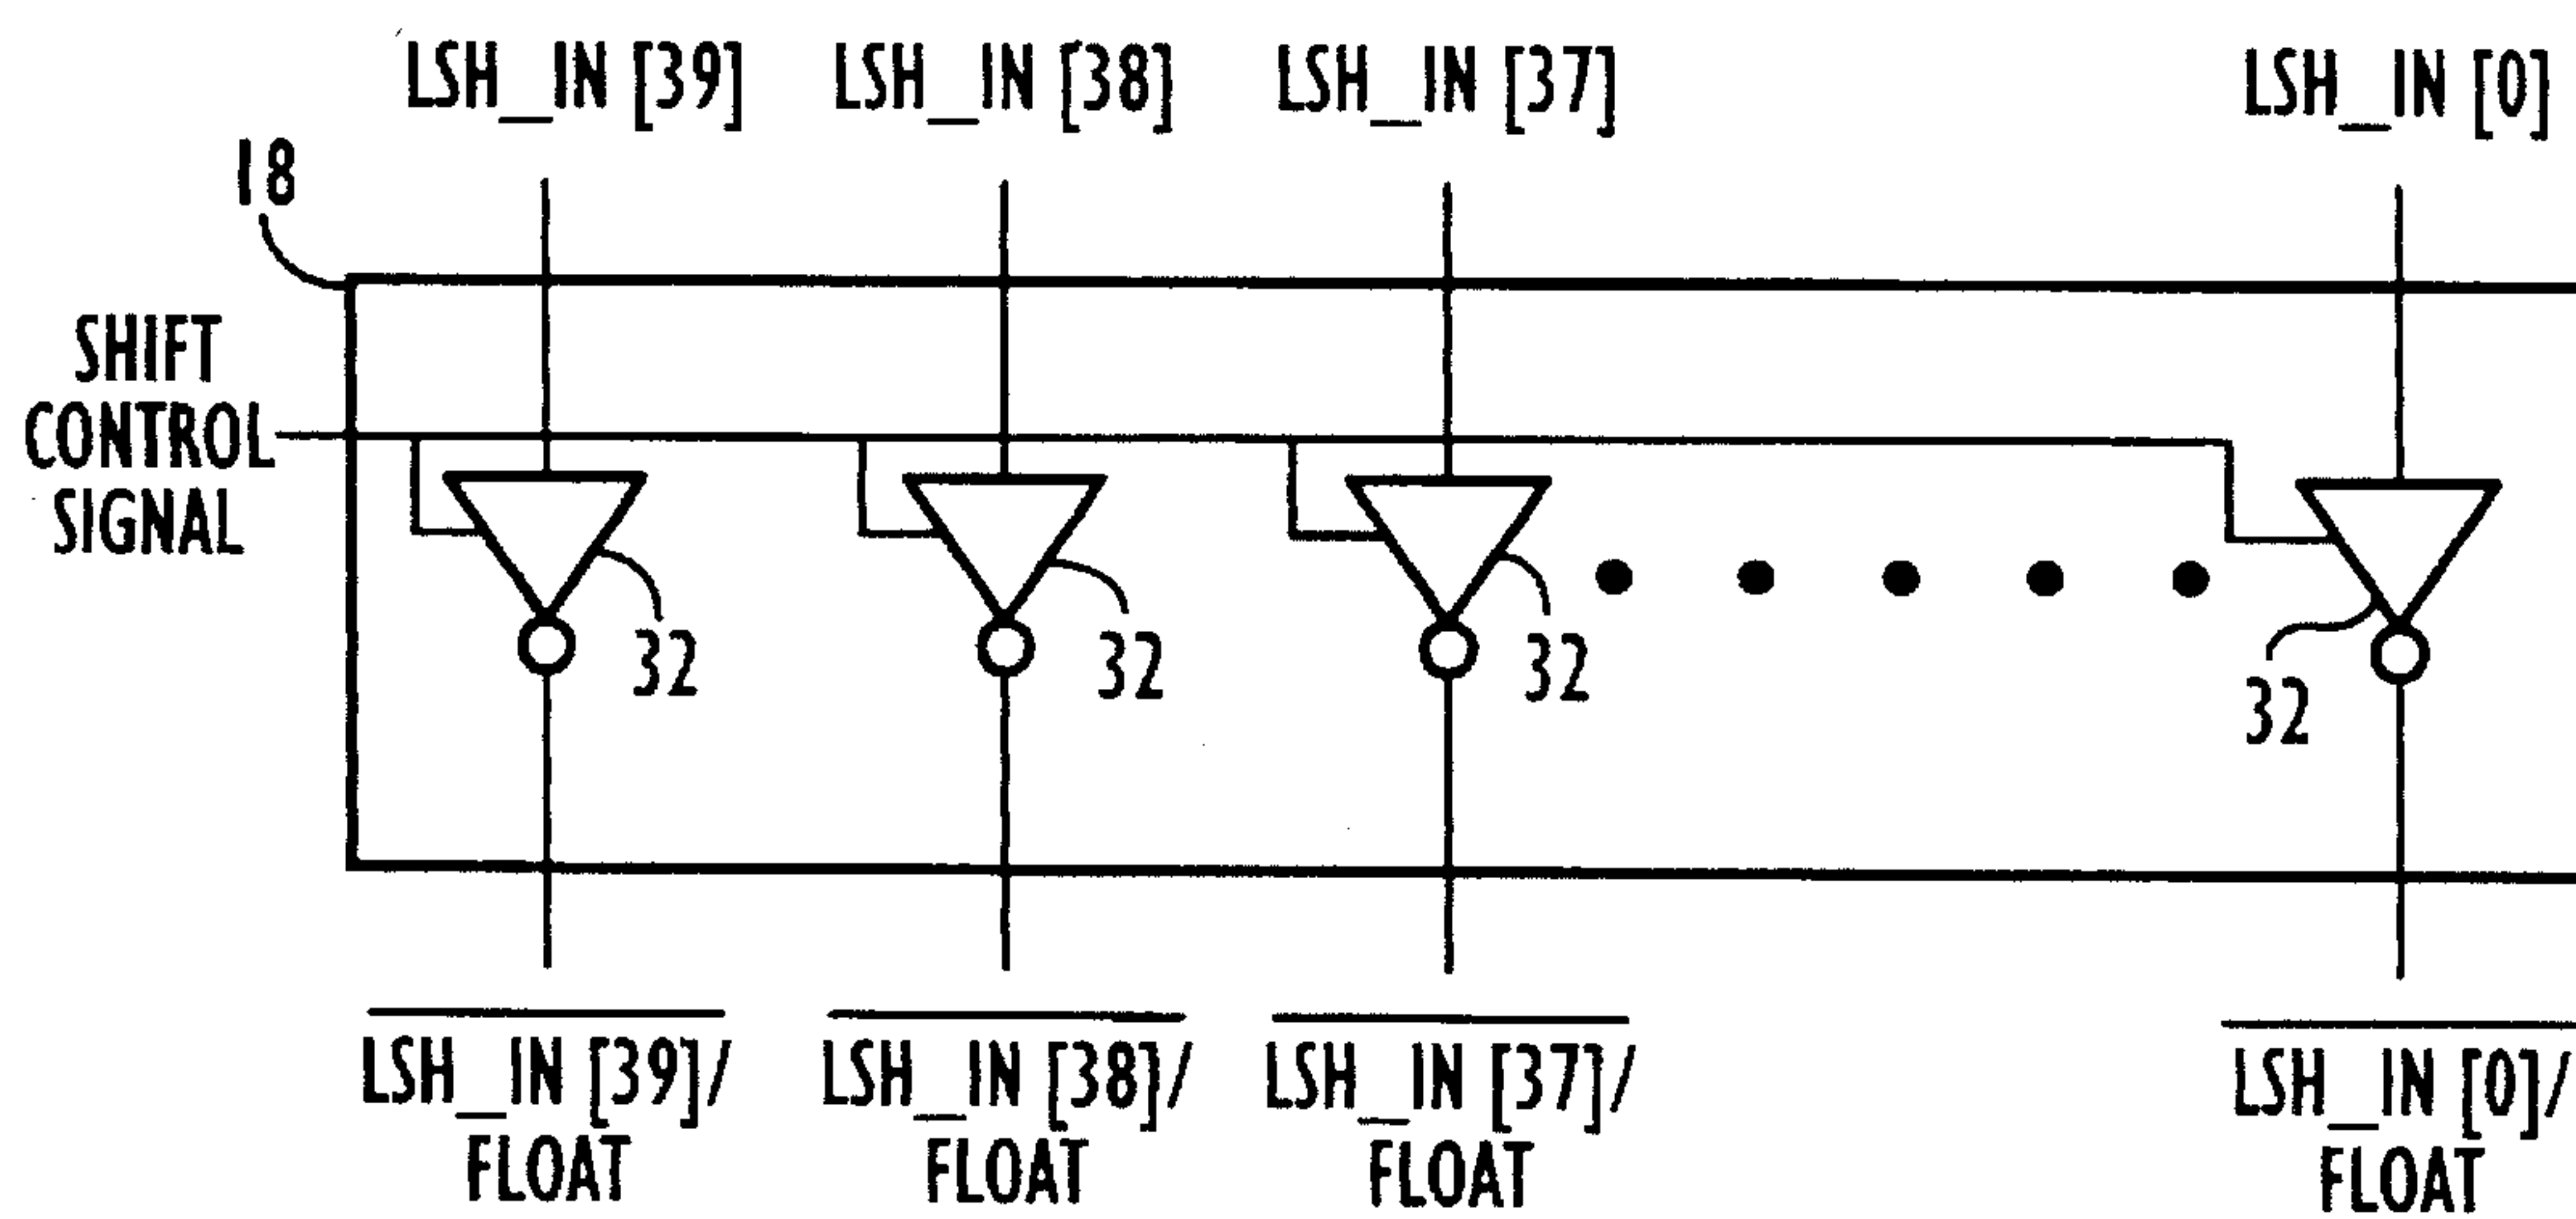 LSH_IN [39] LSH_IN [38] LSH_IN [37] LSH_IN [0]
18
SHIFT
CONTROL
SIGNAL
32 32 32 32
LSH_IN [39]/ LSH_IN [38]/ LSH_IN [37]/ LSH_IN [0]/
FLOAT FLOAT FLOAT FLOAT